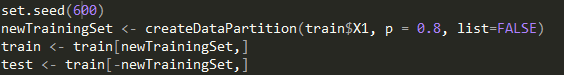 set.seed(600)
newTrainingSet <- createDataPartition(train$X1, p = 0.8, list=FALSE)
train <- train[newTrainingSet,]
test <- train[-newTrainingSet,]